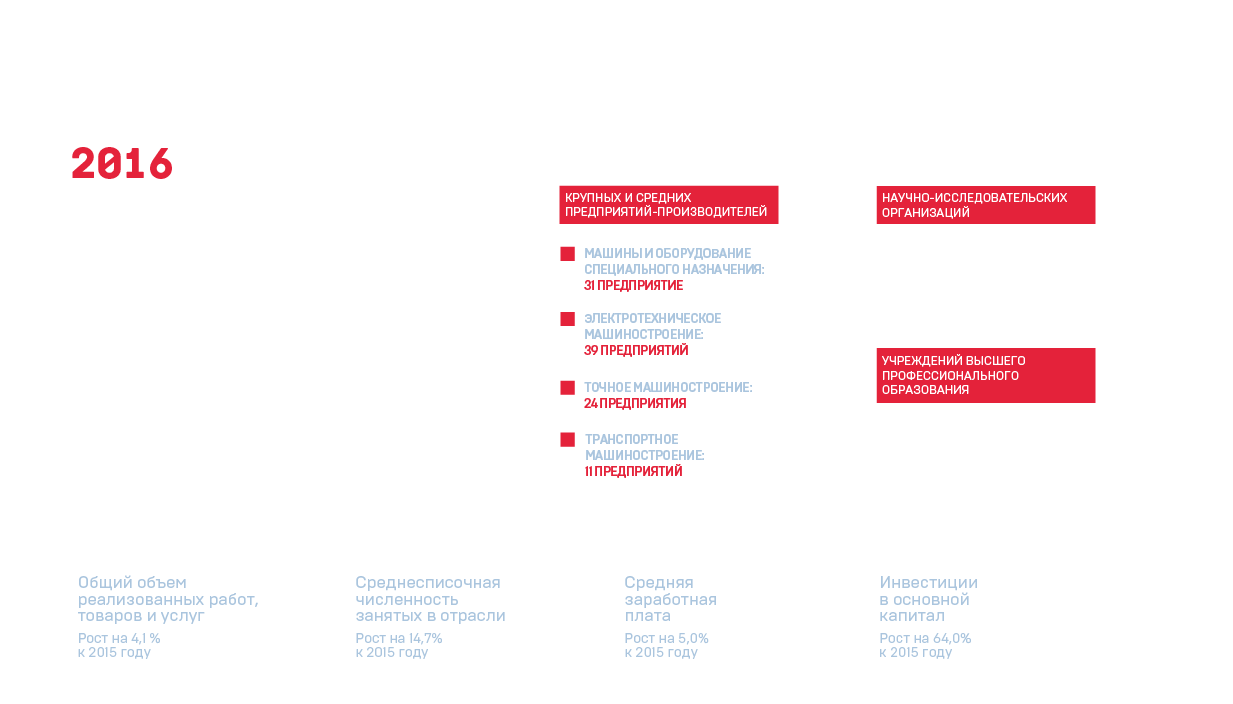 2016
КРУПНЫХ И СРЕДНИХ
ПРЕДПРИЯТИЙ-ПРОИЗВОДИТЕЛЕЙ
МАШИНЫ И ОБОРУДОВАНИЕ
СПЕЦИАЛЬНОГО НАЗНАЧЕНИЯ:
31 ПРЕДПРИЯТИЕ
ЭЛЕКТРОТЕХНИЧЕСКОЕ
МАШИНОСТРОЕНИЕ:
39 ПРЕДПРИЯТИЙ
ТОЧНОЕ МАШИНОСТРОЕНИЕ:
24 ПРЕДПРИЯТИЯ
ТРАНСПОРТНОЕ
МАШИНОСТРОЕНИЕ:
11 ПРЕДПРИЯТИЙ
НАУЧНО-ИССЛЕДОВАТЕЛЬСКИХ
ОРГАНИЗАЦИЙ
УЧРЕЖДЕНИЙ ВЫСШЕГО
ПРОФЕССИОНАЛЬНОГО
ОБРАЗОВАНИЯ
Общий объем
реализованных работ,
товаров и услуг
Рост на 4,1 %
к 2015 году
Среднесписочная
численность
занятых в отрасли
Рост на 14,7%
к 2015 году
Средняя
заработная
плата
Рост на 5,0%
к 2015 году
Инвестиции
в основной
капитал
Рост на 64,0%
к 2015 году